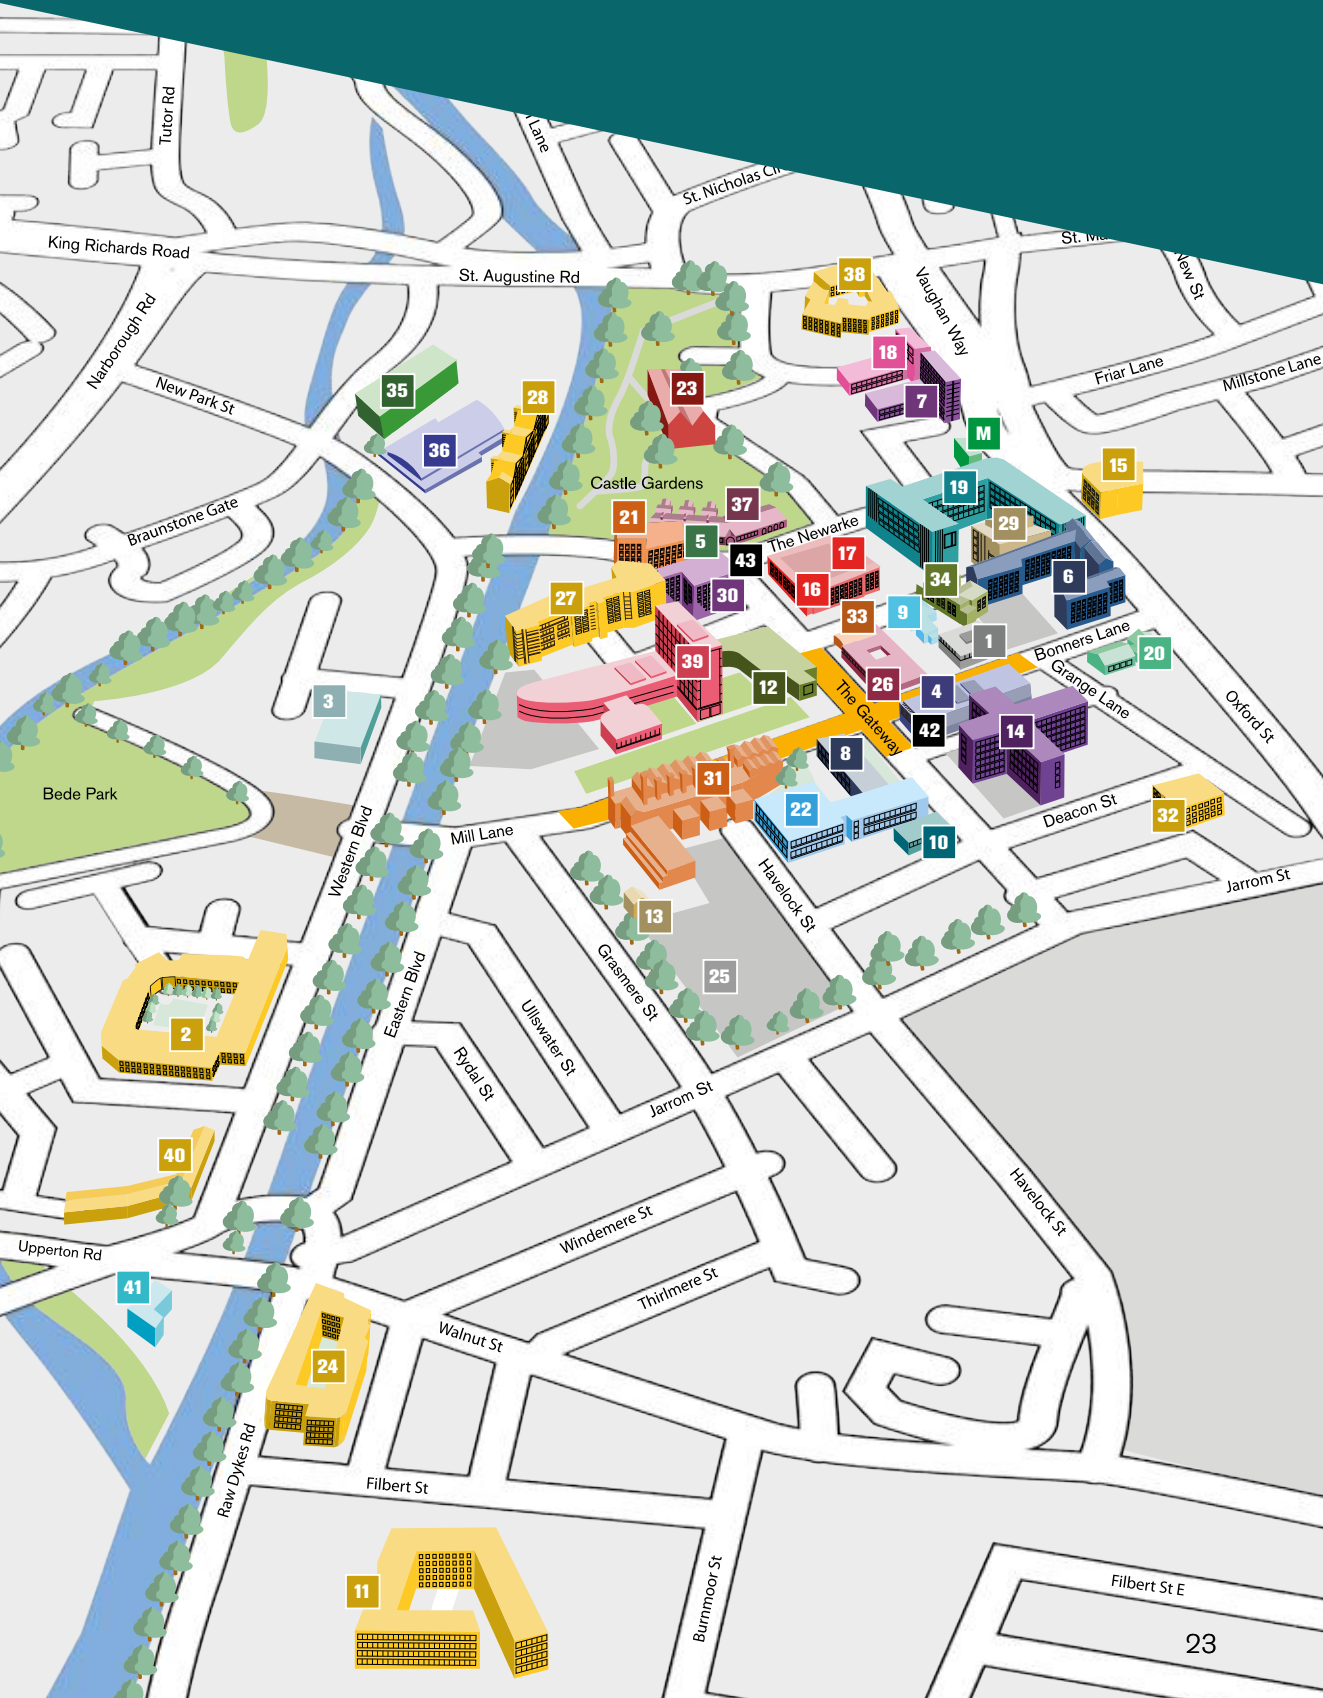 Tutor Rd
Lane
St. Nicholas
King Richards Road
St. Augustine Rd
St.
New St
38
Vaughan Way
Narborough Rd
18
Friar Lane
Millstone Lane
New Park St
35
28
23
7
M
36
15
Castle Gardens
19
37
21
29
Braunstone Gate
The Newarke
5
43
17
6
34
27
30
16
33
9
1
Bonners Lane
20
39
12
26
4
Grange Lane
3
The Gateway
42
14
Oxford St
8
31
Bede Park
22
Deacon St
32
Mill Lane
10
Western Blvd
Havelock St
Jarrom St
13
25
Grasmere St
Eastern Blvd
2
Ullswater St
Rydal St
Jarrom St
40
Havelock St
Windemere St
Upperton Rd
41
Thirlmere St
Walnut St
24
Raw Dykes Rd
Filbert St
11
Burnmoor St
Filbert St E
23